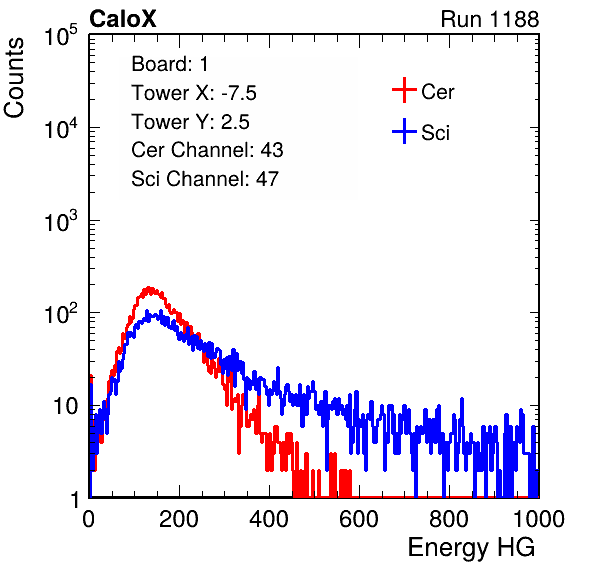 CaloX Run 1188
Counts
Board: 1
Tower X: -7.5
Tower Y: 2.5
Cer Channel: 43
Sci Channel: 47
Cer
Sci
10^5
10^4
10^3
10^2
10
1
0 200 400 600 800 1000
Energy HG